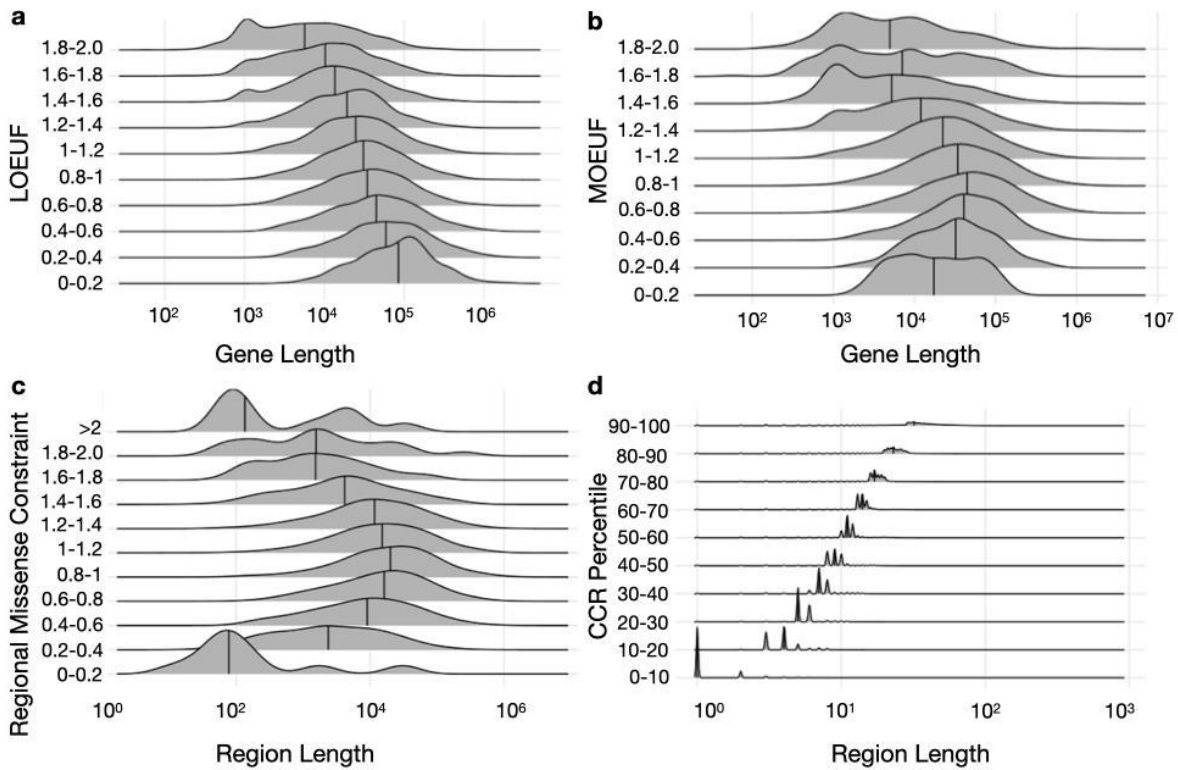 a
LOEUF
1.8-2.0
1.6-1.8
1.4-1.6
1.2-1.4
1-1.2
0.8-1
0.6-0.8
0.4-0.6
0.2-0.4
0-0.2
10² 10³ 10⁴ 10⁵ 10⁶
Gene Length
b
MOEUF
1.8-2.0
1.6-1.8
1.4-1.6
1.2-1.4
1-1.2
0.8-1
0.6-0.8
0.4-0.6
0.2-0.4
0-0.2
10² 10³ 10⁴ 10⁵ 10⁶ 10⁷
Gene Length
c
Regional Missense Constraint
>2
1.8-2.0
1.6-1.8
1.4-1.6
1.2-1.4
1-1.2
0.8-1
0.6-0.8
0.4-0.6
0.2-0.4
0-0.2
10⁰ 10² 10⁴ 10⁶
Region Length
d
CCR Percentile
90-100
80-90
70-80
60-70
50-60
40-50
30-40
20-30
10-20
0-10
10⁰ 10¹ 10² 10³
Region Length